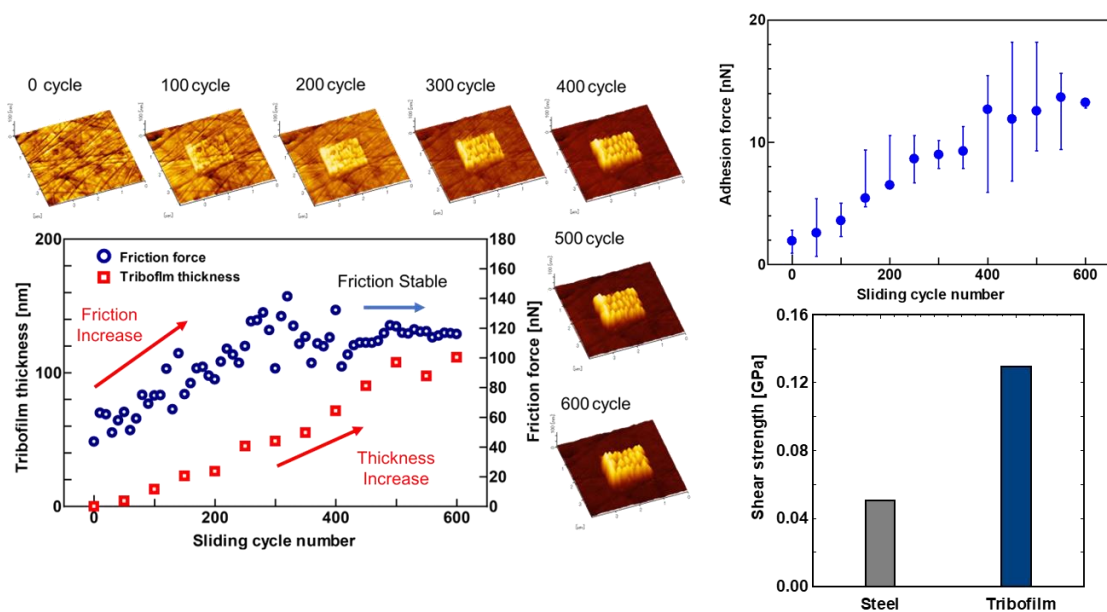 0 cycle
100 cycle
200 cycle
300 cycle
400 cycle
500 cycle
600 cycle
200
100
0
Tribofilm thickness [nm]
Friction force
Triboflm thickness
Friction
Increase
Friction Stable
Thickness
Increase
180
160
140
120
100
80
60
40
20
0
Friction force [nN]
0
200
400
600
Sliding cycle number
20
10
0
Adhesion force [nN]
0
200
400
600
Sliding cycle number
0.16
0.12
0.08
0.04
0.00
Shear strength [GPa]
Steel
Tribofilm